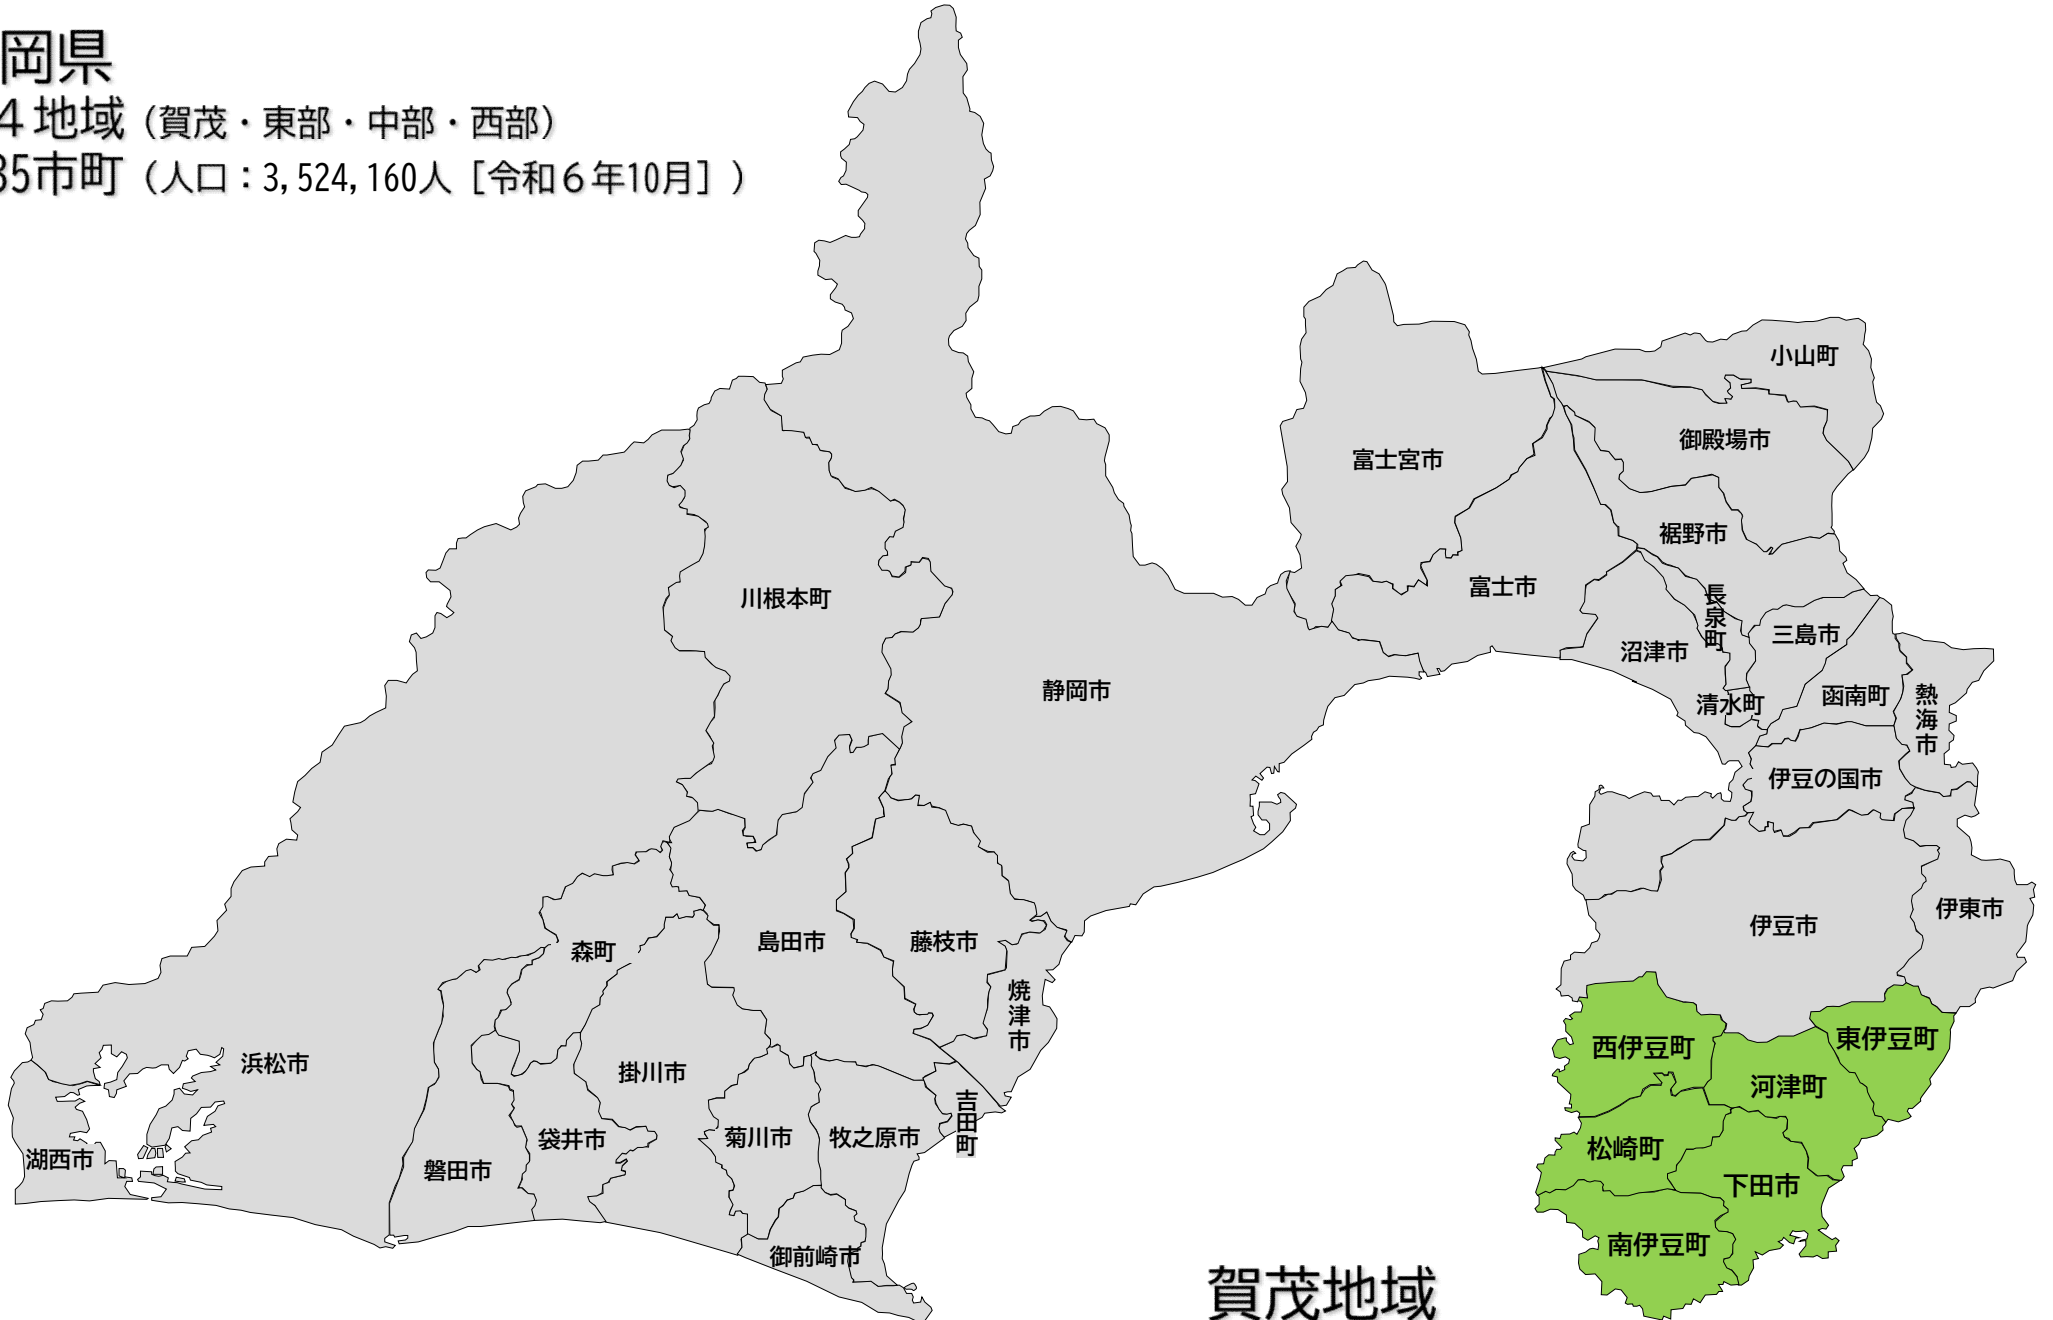 岡県
４地域（賀茂・東部・中部・西部）
35市町（人口：3,524,160人［令和６年10月］）
小山町
御殿場市
富士宮市
裾野市
富士市
長泉町
川根本町
三島市
沼津市
静岡市
函南町
清水町
熱海市
伊豆の国市
伊東市
伊豆市
島田市
藤枝市
森町
焼津市
西伊豆町
東伊豆町
浜松市
掛川市
河津町
吉田町
袋井市
菊川市
牧之原市
松崎町
湖西市
磐田市
下田市
南伊豆町
御前崎市
賀茂地域